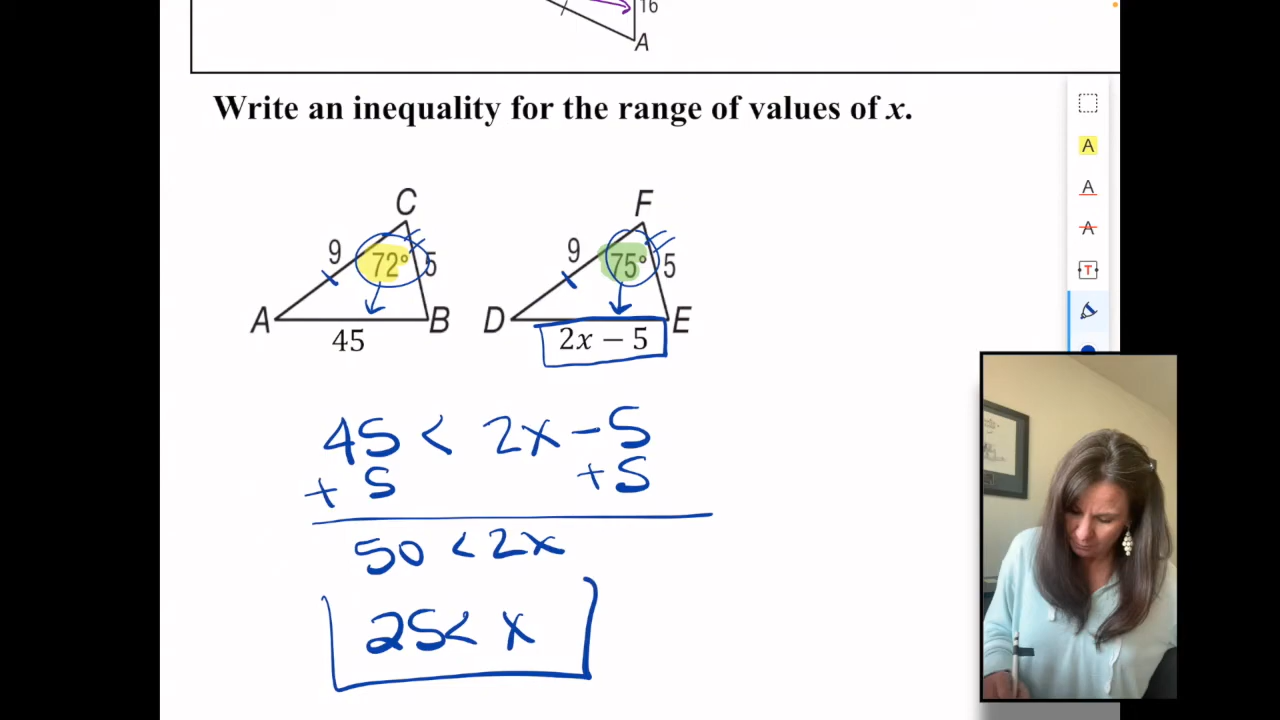 16
A
Write an inequality for the range of values of x.
C
F
9
72°
5
9
75°
5
A
B
D
E
45
2x − 5
45 < 2x − 5
+ 5 + 5
50 < 2x
25 < x
A
A
A
T